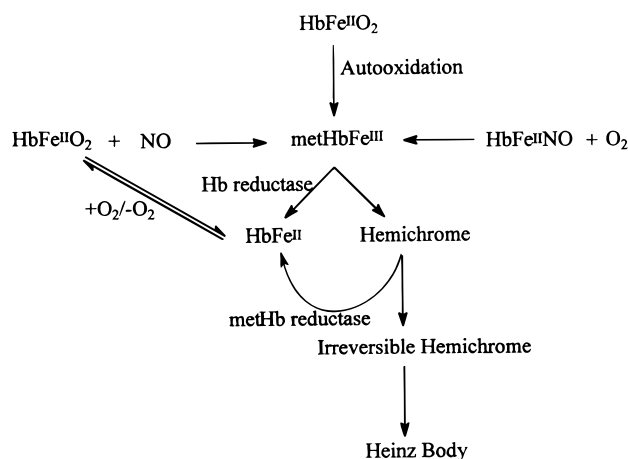 HbFeᴵᴵO₂
Autooxidation
HbFeᴵᴵO₂ + NO
metHbFeᴵᴵᴵ
HbFeᴵᴵNO + O₂
Hb reductase
+O₂/-O₂
HbFeᴵᴵ
Hemichrome
metHb reductase
Irreversible Hemichrome
Heinz Body